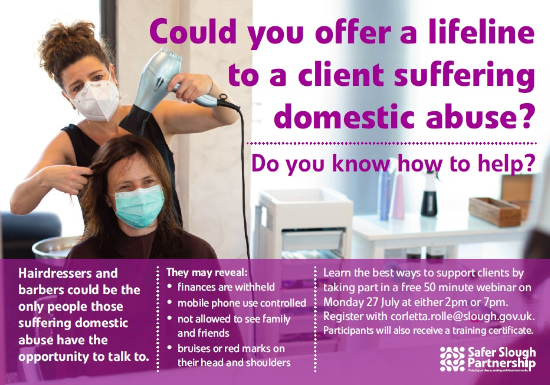 Could you offer a lifeline
to a client suffering
domestic abuse?
Do you know how to help?
Hairdressers and
barbers could be the
only people those
suffering domestic
abuse have the
opportunity to talk to.
They may reveal:
• finances are withheld
• mobile phone use controlled
• not allowed to see family
and friends
• bruises or red marks on
their head and shoulders
Learn the best ways to support clients by
taking part in a free 50 minute webinar on
Monday 27 July at either 2pm or 7pm.
Register with corletta.rolle@slough.gov.uk.
Participants will also receive a training certificate.
Safer Slough
Partnership